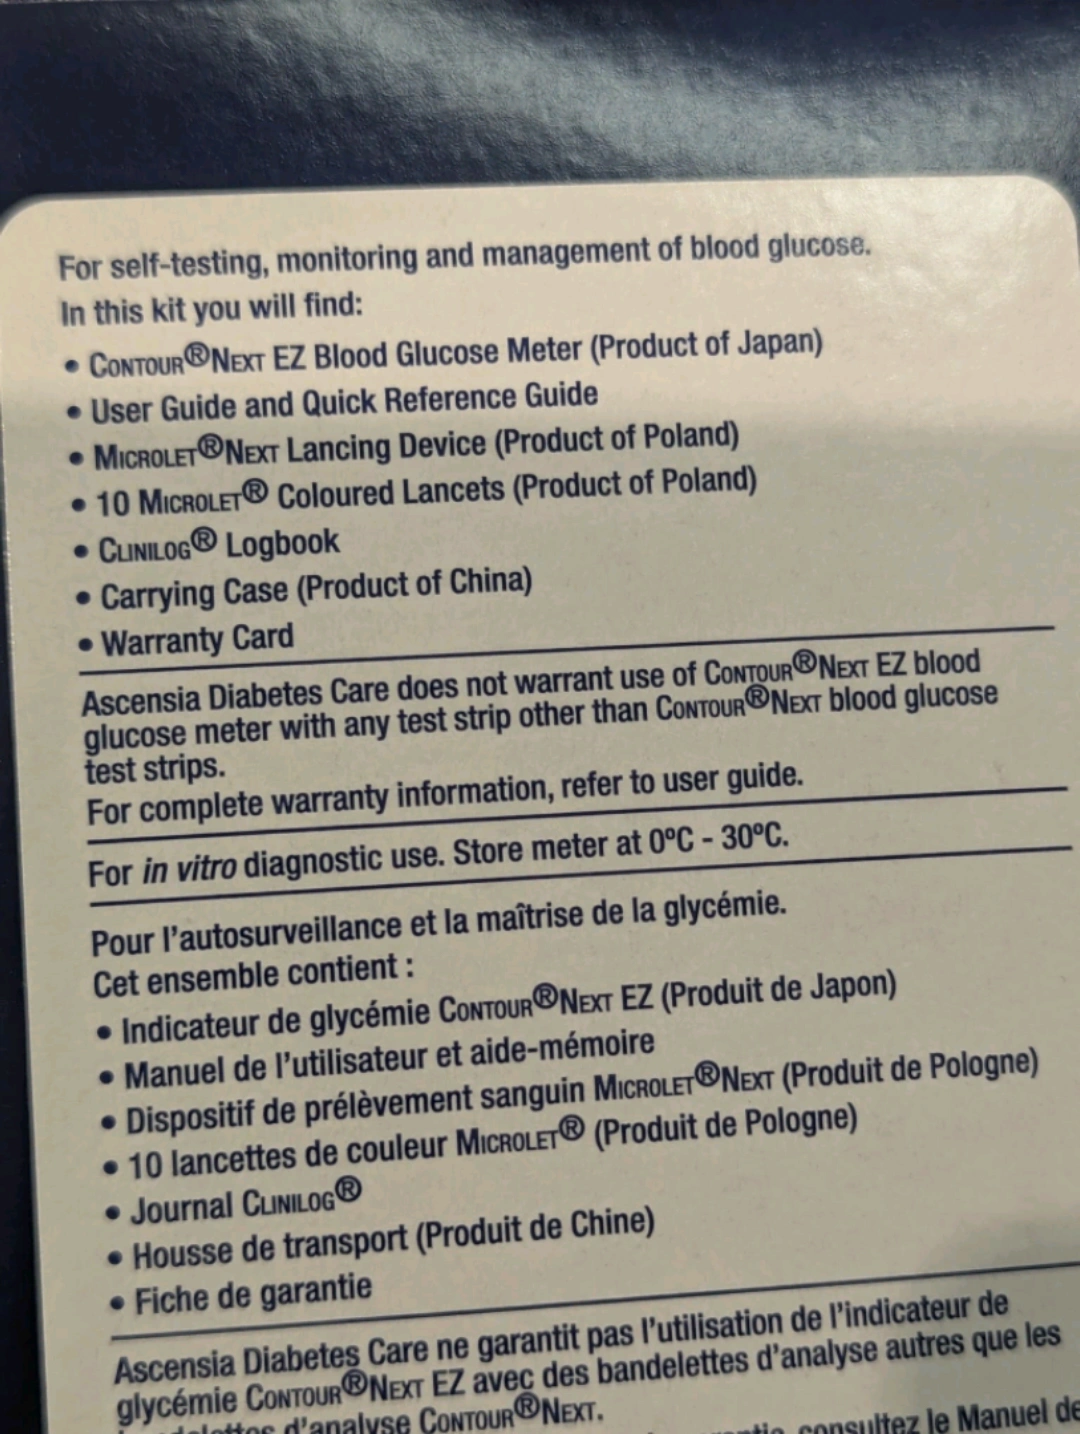 For self-testing, monitoring and management of blood glucose.
In this kit you will find:
• CONTOUR®NEXT EZ Blood Glucose Meter (Product of Japan)
• User Guide and Quick Reference Guide
• MICROLET®NEXT Lancing Device (Product of Poland)
• 10 MICROLET® Coloured Lancets (Product of Poland)
• CLINILOG® Logbook
• Carrying Case (Product of China)
• Warranty Card
Ascensia Diabetes Care does not warrant use of CONTOUR®NEXT EZ blood
glucose meter with any test strip other than CONTOUR®NEXT blood glucose
test strips.
For complete warranty information, refer to user guide.
For in vitro diagnostic use. Store meter at 0ºC - 30ºC.
Pour l'autosurveillance et la maîtrise de la glycémie.
Cet ensemble contient :
• Indicateur de glycémie CONTOUR®NEXT EZ (Produit de Japon)
• Manuel de l'utilisateur et aide-mémoire
• Dispositif de prélèvement sanguin MICROLET®NEXT (Produit de Pologne)
• 10 lancettes de couleur MICROLET® (Produit de Pologne)
• Journal CLINILOG®
• Housse de transport (Produit de Chine)
• Fiche de garantie
Ascensia Diabetes Care ne garantit pas l'utilisation de l'indicateur de
glycémie CONTOUR®NEXT EZ avec des bandelettes d'analyse autres que les
d'analyse CONTOUR®NEXT.
consultez le Manuel de